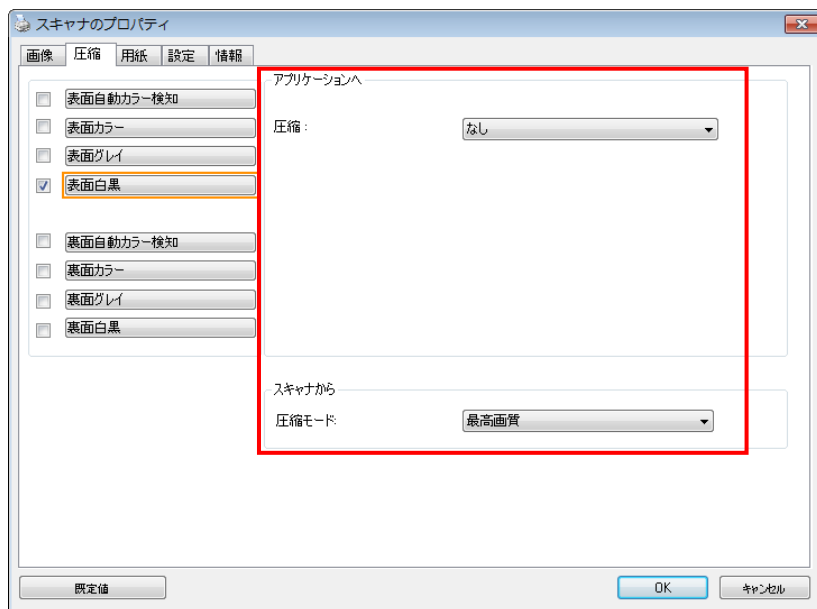 スキャナのプロパティ
画像 圧縮 用紙 設定 情報
アプリケーションへ
表面自動カラー検知
表面カラー
圧縮：
なし
表面グレイ
表面白黒
裏面自動カラー検知
裏面カラー
裏面グレイ
裏面白黒
スキャナから
圧縮モード:
最高画質
既定値
OK
キャンセル